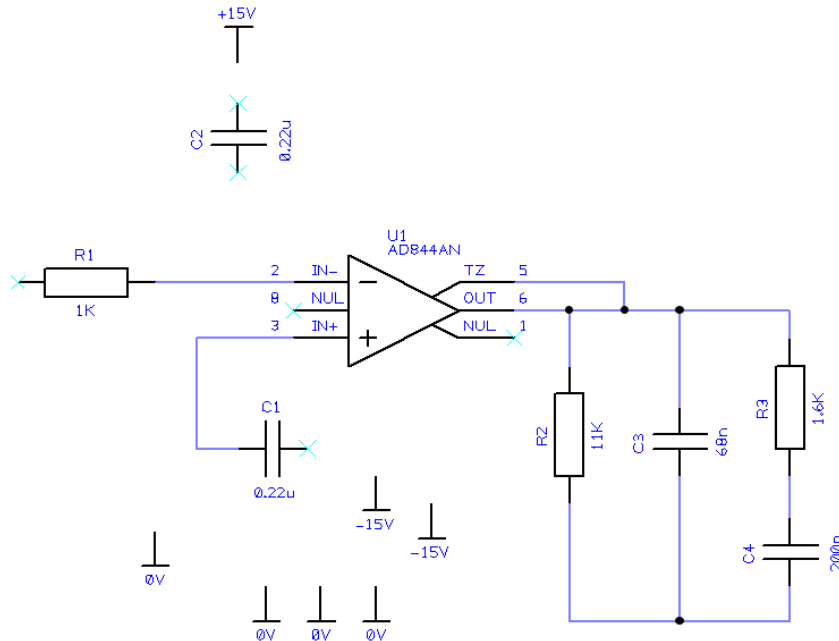 +15V
C2
0.22u
U1
AD844AN
R1
1K
2 IN-
8 NUL
3 IN+
TZ 5
OUT 6
NUL 1
C1
0.22u
R2
11K
C3
68n
R3
1.6K
C4
200n
-15V
-15V
0V
0V
0V
0V